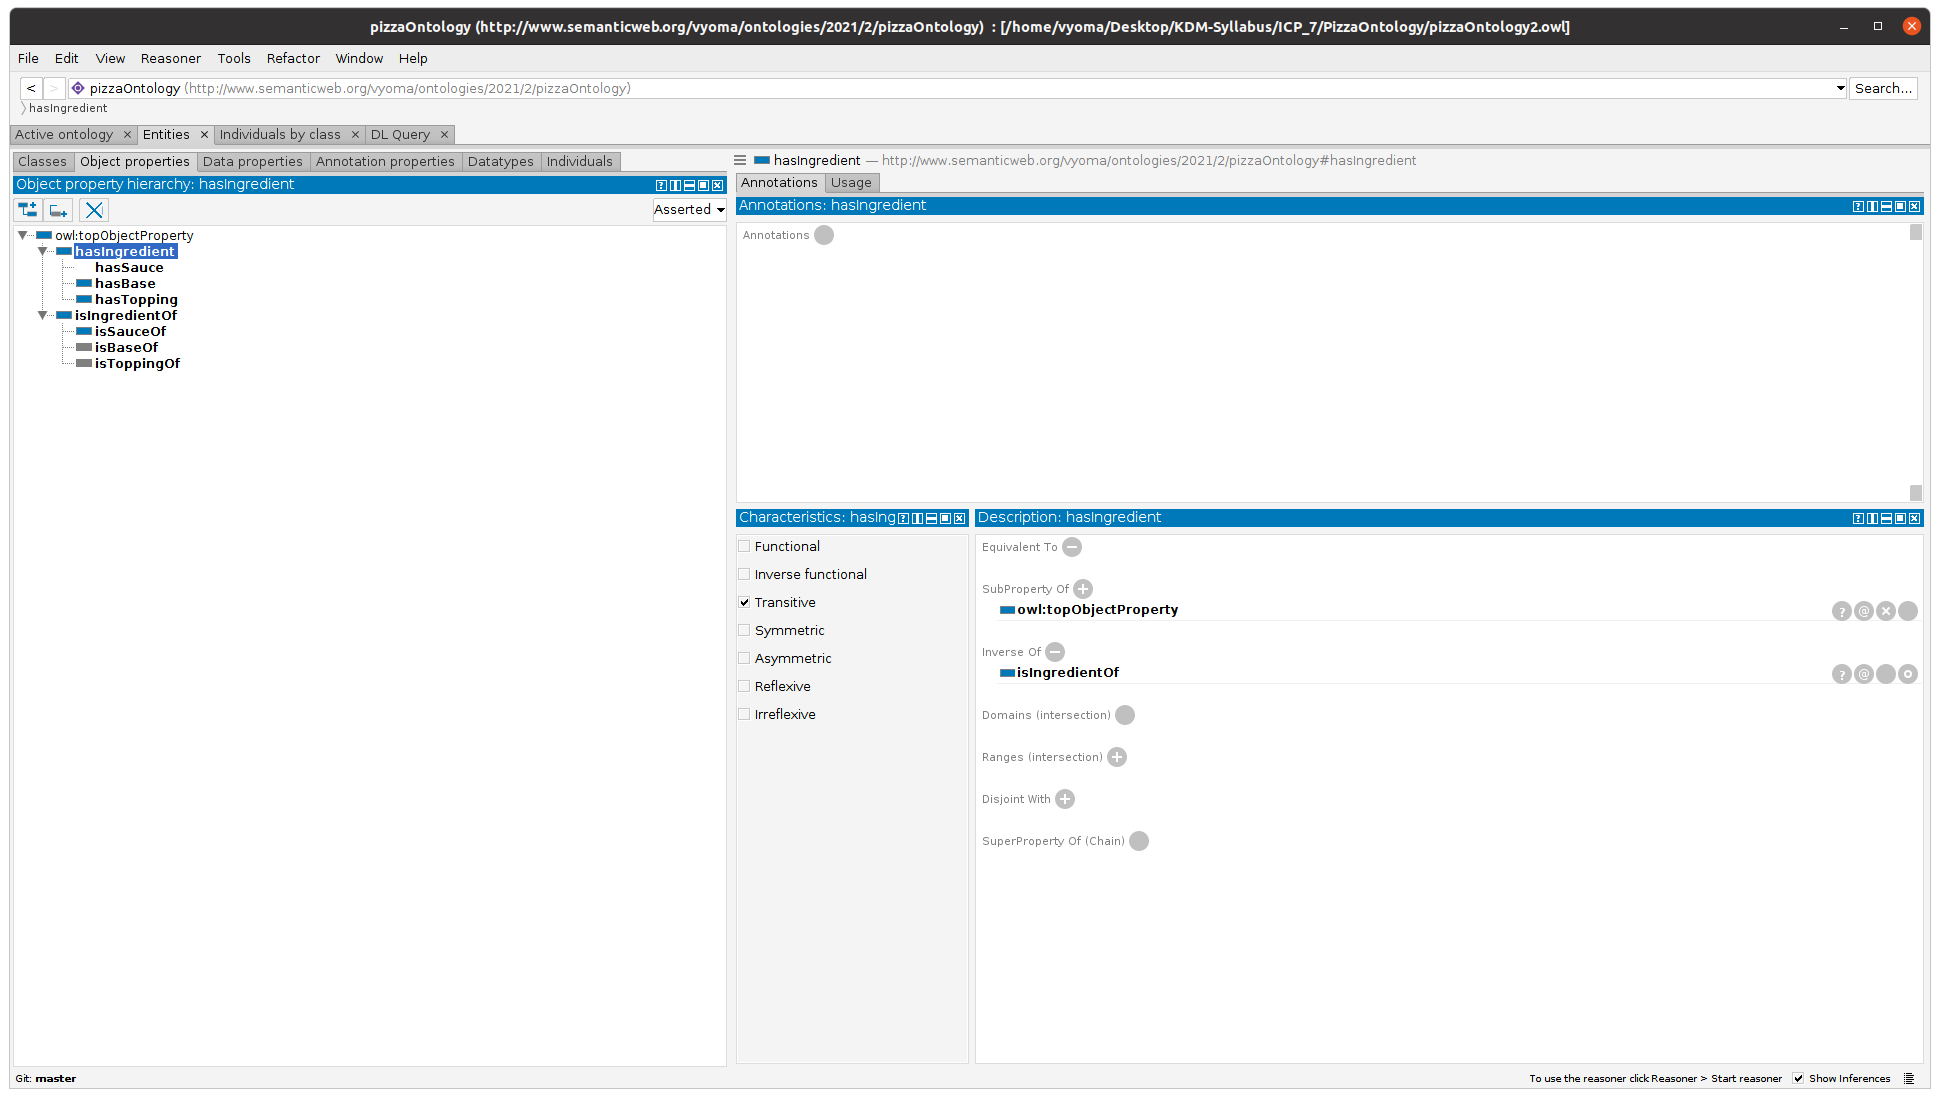 pizzaOntology (http://www.semanticweb.org/vyoma/ontologies/2021/2/pizzaOntology) : [/home/vyoma/Desktop/KDM-Syllabus/ICP_7/PizzaOntology/pizzaOntology2.owl]
File Edit View Reasoner Tools Refactor Window Help
< > pizzaOntology (http://www.semanticweb.org/vyoma/ontologies/2021/2/pizzaOntology) Search...
hasIngredient
Active ontology × Entities × Individuals by class × DL Query ×
Classes Object properties Data properties Annotation properties Datatypes Individuals
Object property hierarchy: hasIngredient
Asserted
owl:topObjectProperty
hasIngredient
hasSauce
hasBase
hasTopping
isIngredientOf
isSauceOf
isBaseOf
isToppingOf
hasIngredient — http://www.semanticweb.org/vyoma/ontologies/2021/2/pizzaOntology#hasIngredient
Annotations Usage
Annotations: hasIngredient
Annotations
Characteristics: hasIng
Functional
Inverse functional
Transitive
Symmetric
Asymmetric
Reflexive
Irreflexive
Description: hasIngredient
Equivalent To
SubProperty Of
owl:topObjectProperty
Inverse Of
isIngredientOf
Domains (intersection)
Ranges (intersection)
Disjoint With
SuperProperty Of (Chain)
Git: master
To use the reasoner click Reasoner > Start reasoner Show Inferences